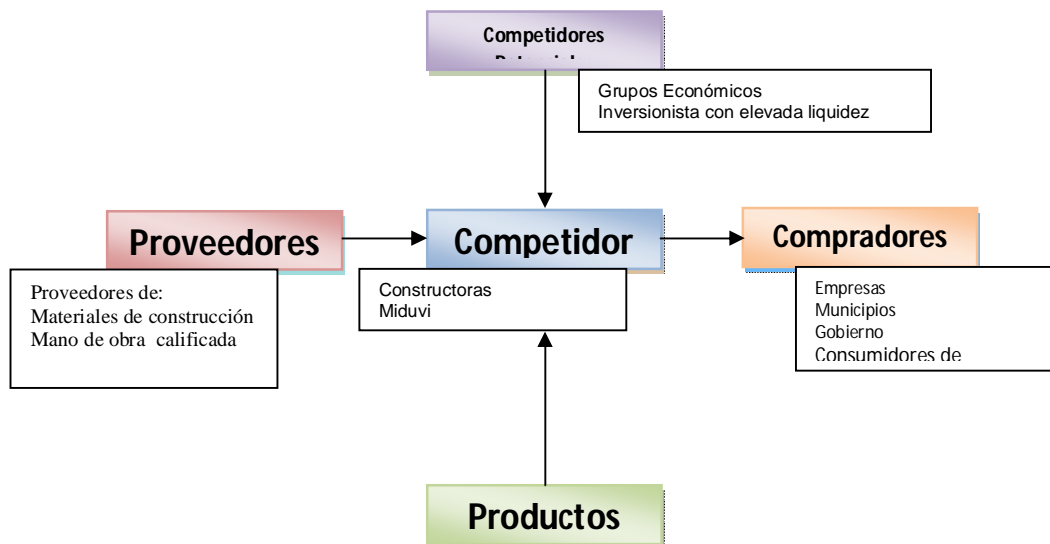 Competidores
Grupos Económicos
Inversionista con elevada liquidez
Proveedores
Proveedores de:
Materiales de construcción
Mano de obra calificada
Competidor
Constructoras
Miduvi
Compradores
Empresas
Municipios
Gobierno
Consumidores de
Productos